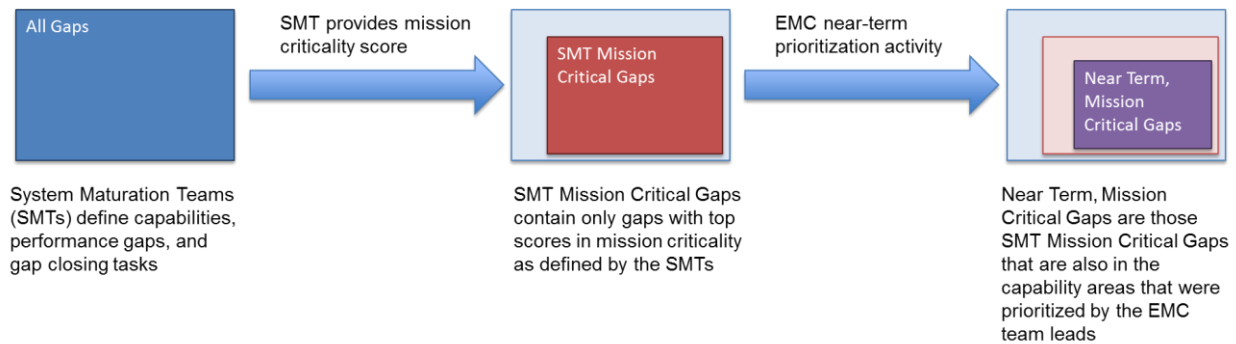 All Gaps
SMT provides mission
criticality score
SMT Mission
Critical Gaps
EMC near-term
prioritization activity
Near Term,
Mission
Critical Gaps
System Maturation Teams
(SMTs) define capabilities,
performance gaps, and
gap closing tasks
SMT Mission Critical Gaps
contain only gaps with top
scores in mission criticality
as defined by the SMTs
Near Term, Mission
Critical Gaps are those
SMT Mission Critical Gaps
that are also in the
capability areas that were
prioritized by the EMC
team leads